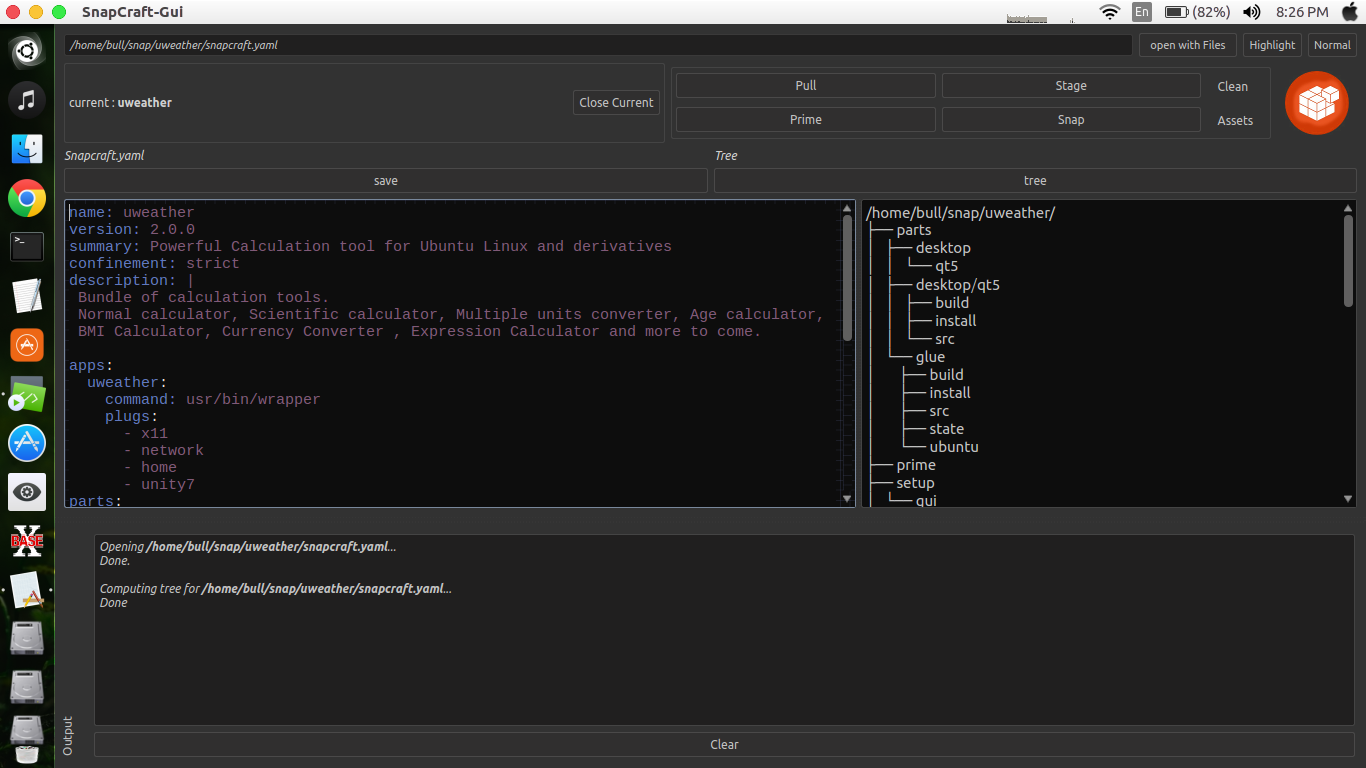 SnapCraft-Gui
En
(82%)
8:26 PM
/home/bull/snap/uweather/snapcraft.yaml
open with Files
Highlight
Normal
current : uweather
Close Current
Pull
Stage
Clean
Prime
Snap
Assets
Snapcraft.yaml
Tree
save
tree
name: uweather
version: 2.0.0
summary: Powerful Calculation tool for Ubuntu Linux and derivatives
confinement: strict
description: |
Bundle of calculation tools.
Normal calculator, Scientific calculator, Multiple units converter, Age calculator,
BMI Calculator, Currency Converter , Expression Calculator and more to come.
apps:
uweather:
command: usr/bin/wrapper
plugs:
- x11
- network
- home
- unity7
parts:
/home/bull/snap/uweather/
parts
desktop
qt5
desktop/qt5
build
install
src
glue
build
install
src
state
ubuntu
prime
setup
gui
BASE
Output
Opening /home/bull/snap/uweather/snapcraft.yaml...
Done.
Computing tree for /home/bull/snap/uweather/snapcraft.yaml...
Done
Clear